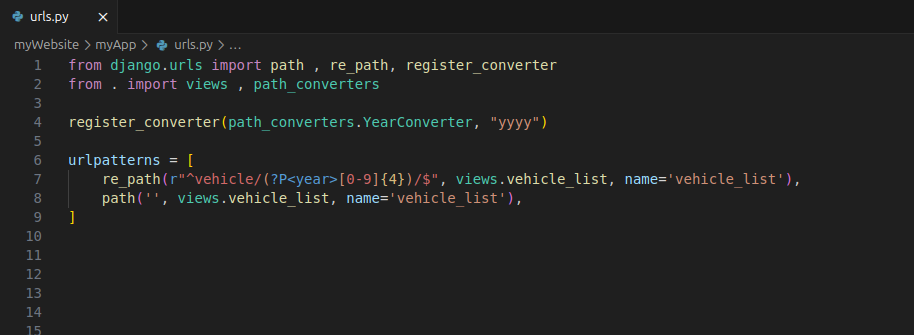 urls.py ×
myWebsite > myApp > urls.py > ...
1 from django.urls import path , re_path, register_converter
2 from . import views , path_converters
3
4 register_converter(path_converters.YearConverter, "yyyy")
5
6 urlpatterns = [
7     re_path(r"^vehicle/(?P<year>[0-9]{4})/$", views.vehicle_list, name='vehicle_list'),
8     path('', views.vehicle_list, name='vehicle_list'),
9 ]
10
11
12
13
14
15